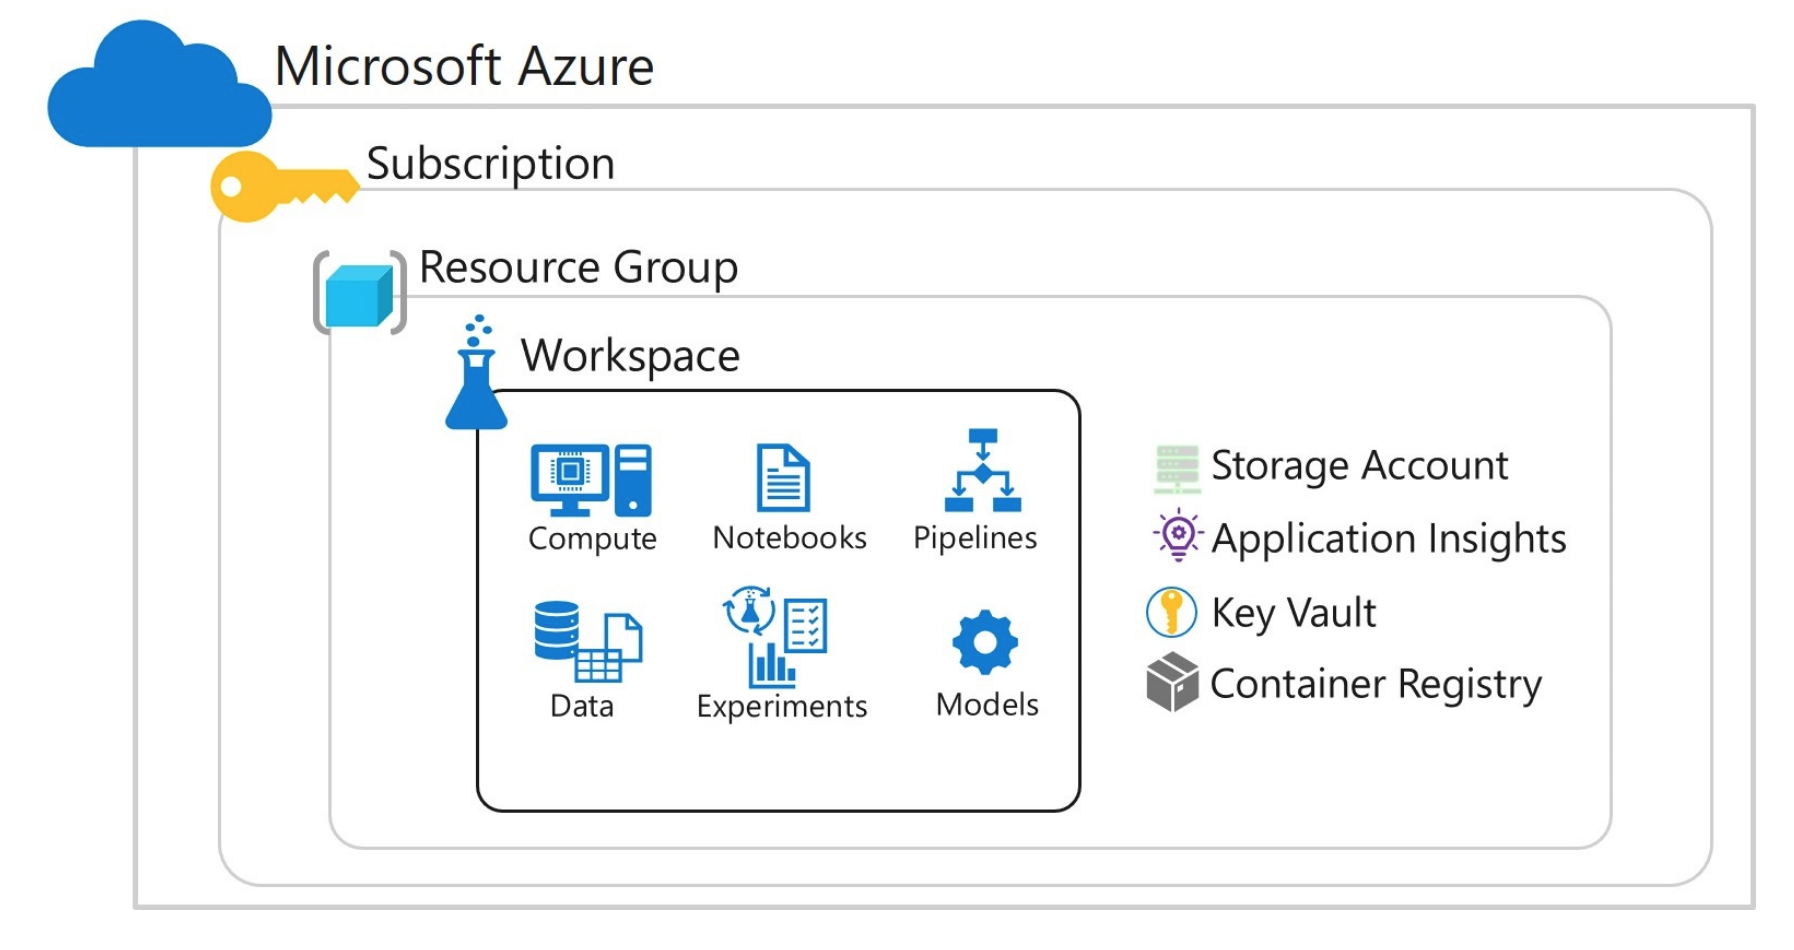 Microsoft Azure
Subscription
Resource Group
Workspace
Compute
Notebooks
Pipelines
Data
Experiments
Models
Storage Account
Application Insights
Key Vault
Container Registry